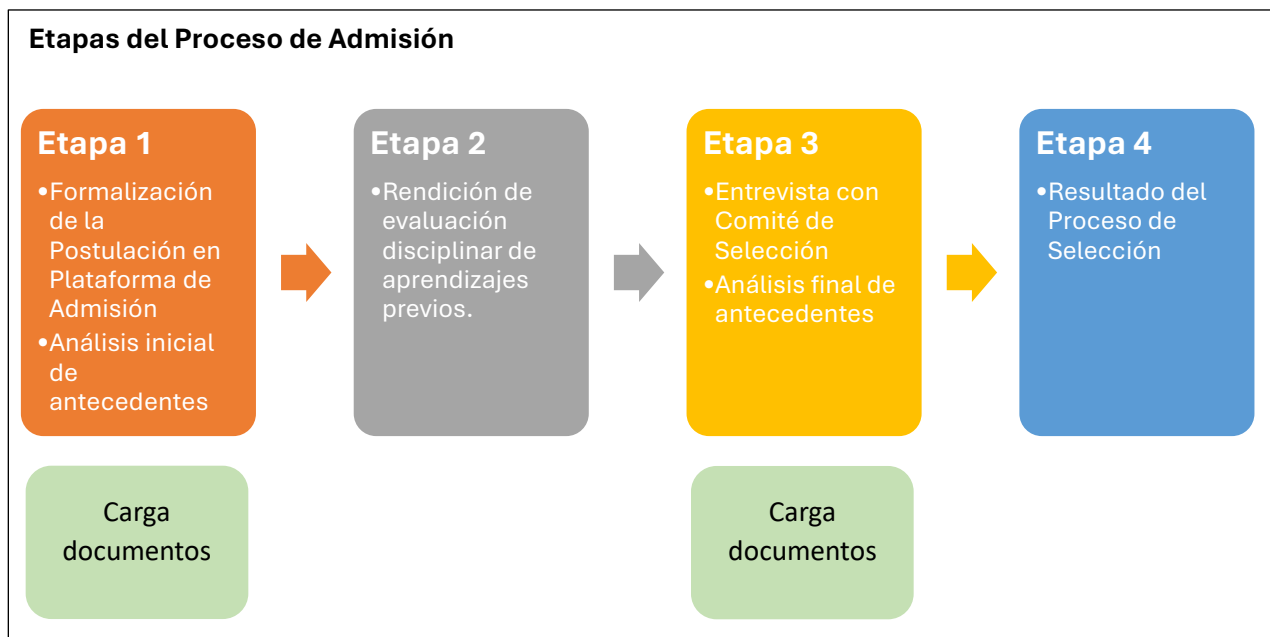 Etapas del Proceso de Admisión
Etapa 1
•Formalización
de la
Postulación en
Plataforma de
Admisión
•Análisis inicial
de
antecedentes
Etapa 2
•Rendición de
evaluación
disciplinar de
aprendizajes
previos.
Etapa 3
•Entrevista con
Comité de
Selección
•Análisis final de
antecedentes
Etapa 4
•Resultado del
Proceso de
Selección
Carga
documentos
Carga
documentos